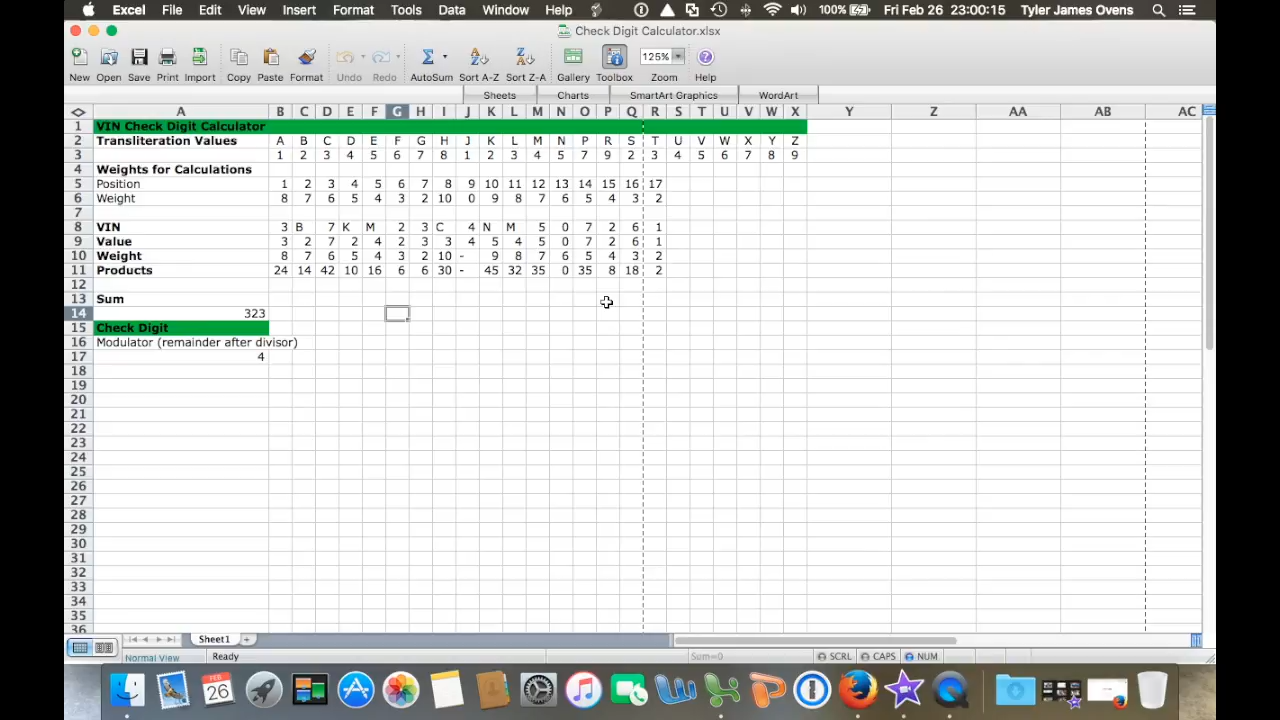 Excel File Edit View Insert Format Tools Data Window Help 100% Fri Feb 26 23:00:15 Tyler James Ovens
Check Digit Calculator.xlsx
New Open Save Print Import Copy Paste Format Undo Redo AutoSum Sort A-Z Sort Z-A Gallery Toolbox 125% Zoom Help
Sheets Charts SmartArt Graphics WordArt
A B C D E F G H I J K L M N O P Q R S T U V W X Y Z AA AB AC
1 VIN Check Digit Calculator
2 Transliteration Values A B C D E F G H J K L M N P R S T U V W X Y Z
3 1 2 3 4 5 6 7 8 1 2 3 4 5 7 9 2 3 4 5 6 7 8 9
4 Weights for Calculations
5 Position 1 2 3 4 5 6 7 8 9 10 11 12 13 14 15 16 17
6 Weight 8 7 6 5 4 3 2 10 0 9 8 7 6 5 4 3 2
7
8 VIN 3 B 7 K M 2 3 C 4 N M 5 0 7 2 6 1
9 Value 3 2 7 2 4 2 3 3 4 5 4 5 0 7 2 6 1
10 Weight 8 7 6 5 4 3 2 10 - 9 8 7 6 5 4 3 2
11 Products 24 14 42 10 16 6 6 30 - 45 32 35 0 35 8 18 2
12
13 Sum
14 323
15 Check Digit
16 Modulator (remainder after divisor)
17 4
18
19
20
21
22
23
24
25
26
27
28
29
30
31
32
33
34
35
36
Sheet1
Normal View Ready Sum=0 SCRL CAPS NUM
FEB
26